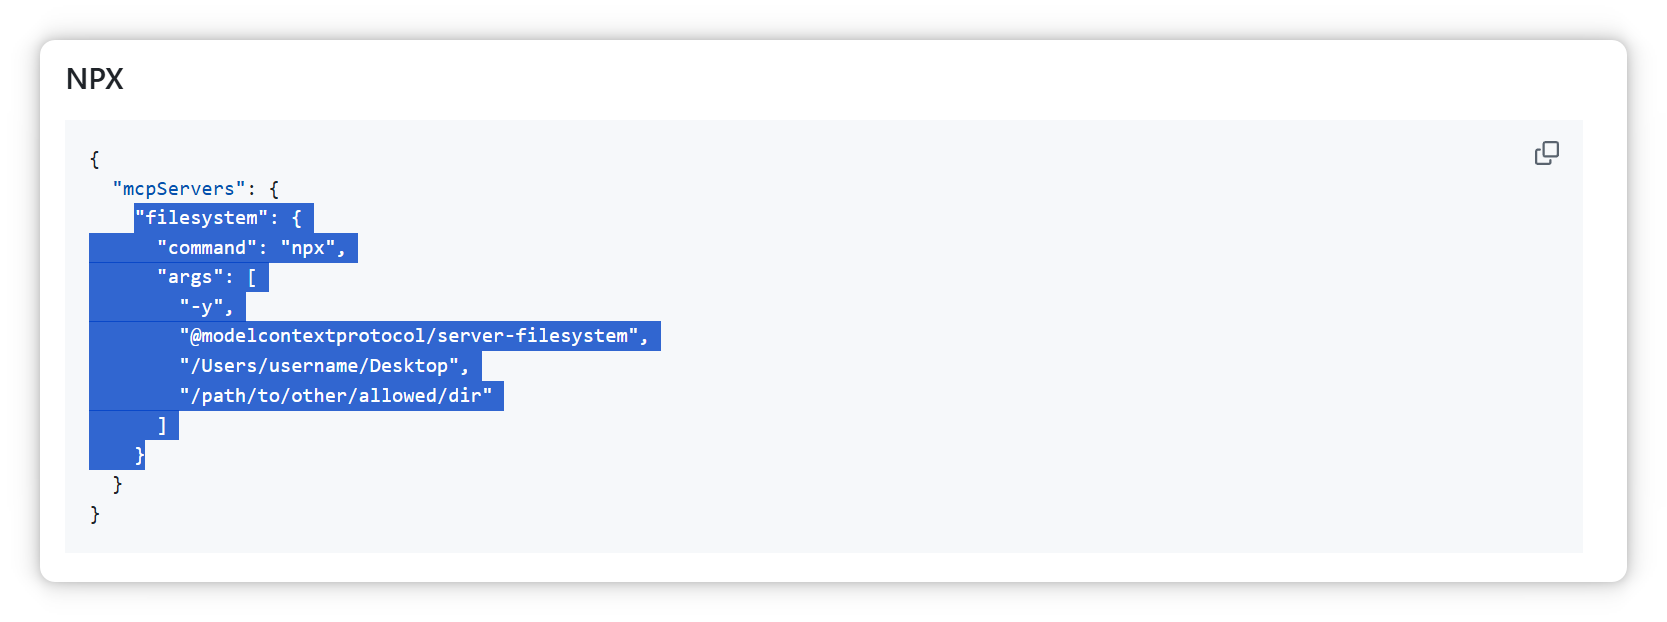 NPX
{
  "mcpServers": {
    "filesystem": {
      "command": "npx",
      "args": [
        "-y",
        "@modelcontextprotocol/server-filesystem",
        "/Users/username/Desktop",
        "/path/to/other/allowed/dir"
      ]
    }
  }
}